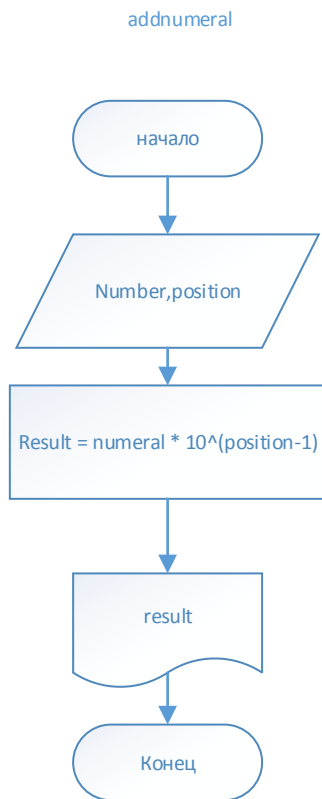 addnumeral
начало
Number,position
Result = numeral * 10^(position-1)
result
Конец